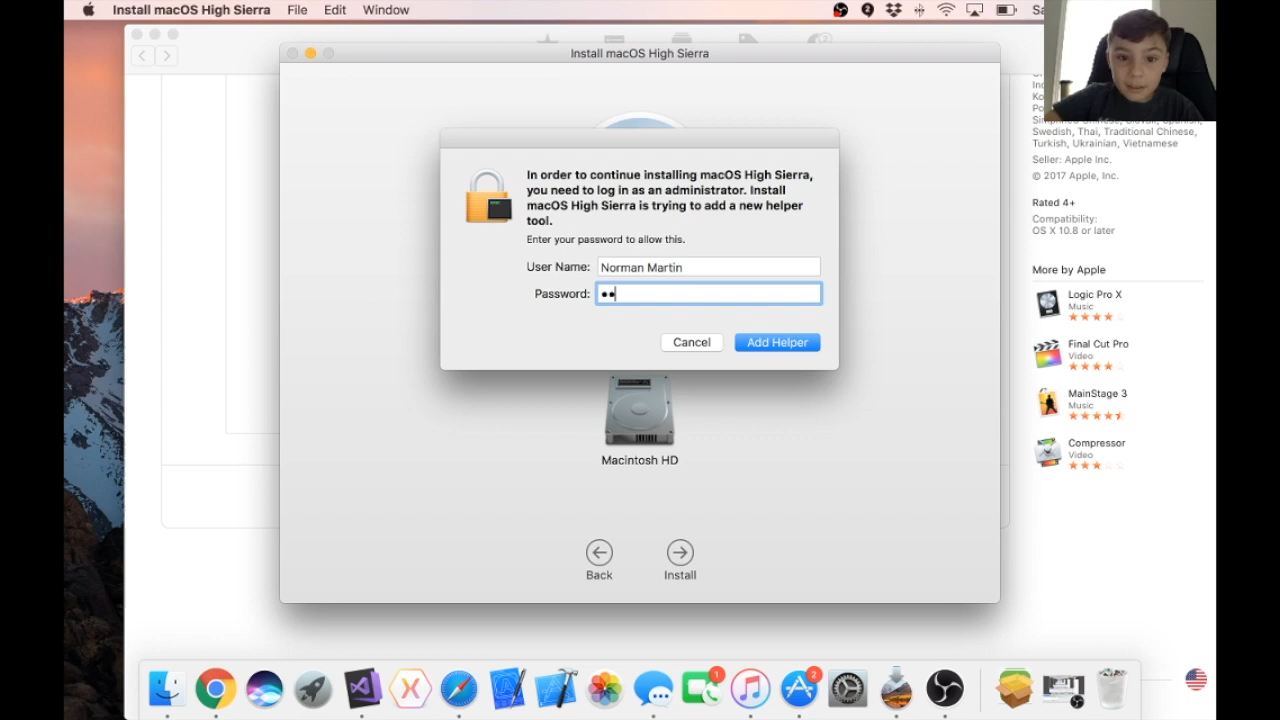 Install macOS High Sierra File Edit Window
Install macOS High Sierra
In order to continue installing macOS High Sierra,
you need to log in as an administrator. Install
macOS High Sierra is trying to add a new helper
tool.
Enter your password to allow this.
User Name: Norman Martin
Password:
Cancel Add Helper
Macintosh HD
Back Install
Swedish, Thai, Traditional Chinese,
Turkish, Ukrainian, Vietnamese
Seller: Apple Inc.
© 2017 Apple, Inc.
Rated 4+
Compatibility:
OS X 10.8 or later
More by Apple
Logic Pro X
Music
Final Cut Pro
Video
MainStage 3
Music
Compressor
Video
1
2